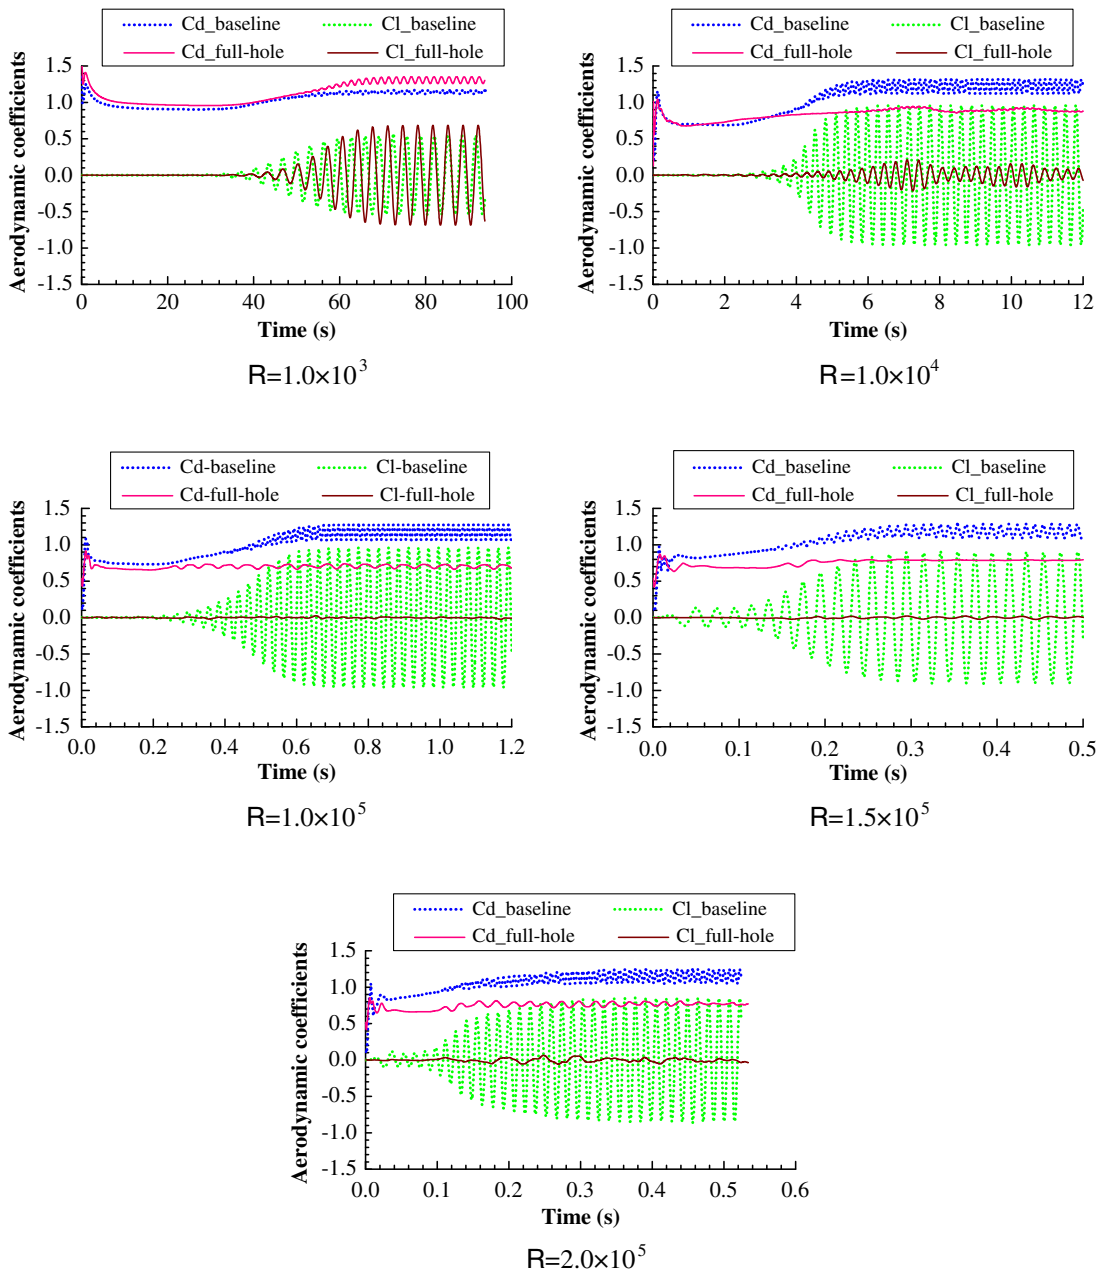 Cd_baseline Cl_baseline
Cd_full-hole Cl_full-hole
Aerodynamic coefficients
1.5
1.0
0.5
0.0
-0.5
-1.0
-1.5
0 20 40 60 80 100
Time (s)
R=1.0×10³
Cd_baseline Cl_baseline
Cd_full-hole Cl_full-hole
Aerodynamic coefficients
1.5
1.0
0.5
0.0
-0.5
-1.0
-1.5
0 2 4 6 8 10 12
Time (s)
R=1.0×10⁴
Cd-baseline Cl-baseline
Cd-full-hole Cl-full-hole
Aerodynamic coefficients
1.5
1.0
0.5
0.0
-0.5
-1.0
-1.5
0.0 0.2 0.4 0.6 0.8 1.0 1.2
Time (s)
R=1.0×10⁵
Cd_baseline Cl_baseline
Cd_full-hole Cl_full-hole
Aerodynamic coefficients
1.5
1.0
0.5
0.0
-0.5
-1.0
-1.5
0.0 0.1 0.2 0.3 0.4 0.5
Time (s)
R=1.5×10⁵
Cd_baseline Cl_baseline
Cd_full-hole Cl_full-hole
Aerodynamic coefficients
1.5
1.0
0.5
0.0
-0.5
-1.0
-1.5
0.0 0.1 0.2 0.3 0.4 0.5 0.6
Time (s)
R=2.0×10⁵